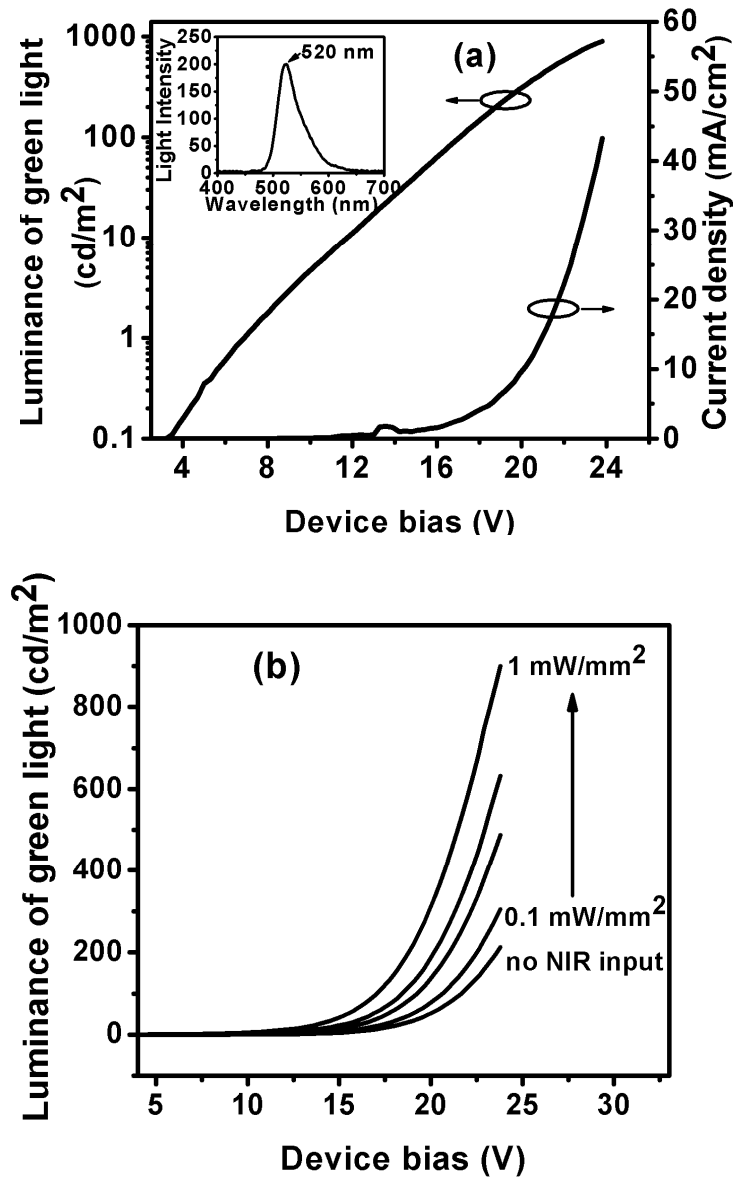 Luminance of green light
(cd/m²)
1000
100
10
1
0.1
250
200
150
100
50
0
Light Intensity
400 500 600 700
Wavelength (nm)
520 nm
(a)
60
50
40
30
20
10
0
Current density (mA/cm²)
4 8 12 16 20 24
Device bias (V)
Luminance of green light (cd/m²)
1000
800
600
400
200
0
(b)
1 mW/mm²
0.1 mW/mm²
no NIR input
5 10 15 20 25 30
Device bias (V)